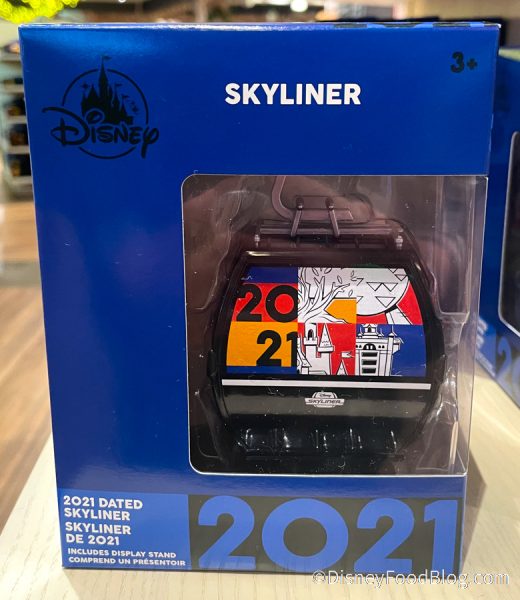 Disney
SKYLINER
3+
20
21
Disney
SKYLINER
2021 DATED
SKYLINER
SKYLINER
DE 2021
INCLUDES DISPLAY STAND
COMPREND UN PRÉSENTOIR
2021
©DisneyFoodBlog.com